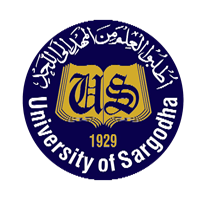 اطلبوا العلم من المهد الى اللحد
US
1929
University of Sargodha